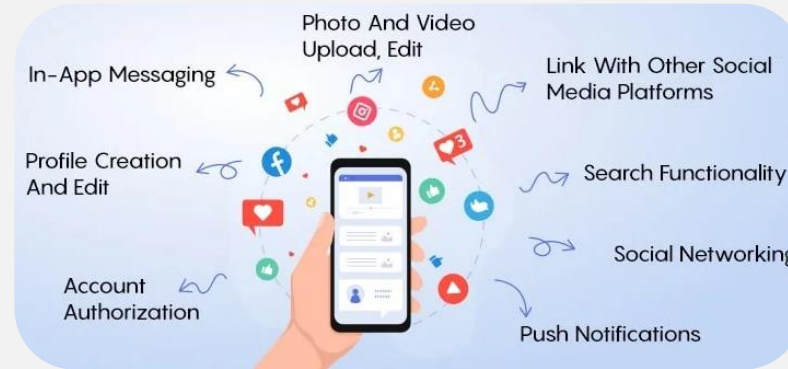 Photo And Video
Upload, Edit
In-App Messaging
Link With Other Social
Media Platforms
Profile Creation
And Edit
3
Search Functionality
Social Networking
Account
Authorization
Push Notifications